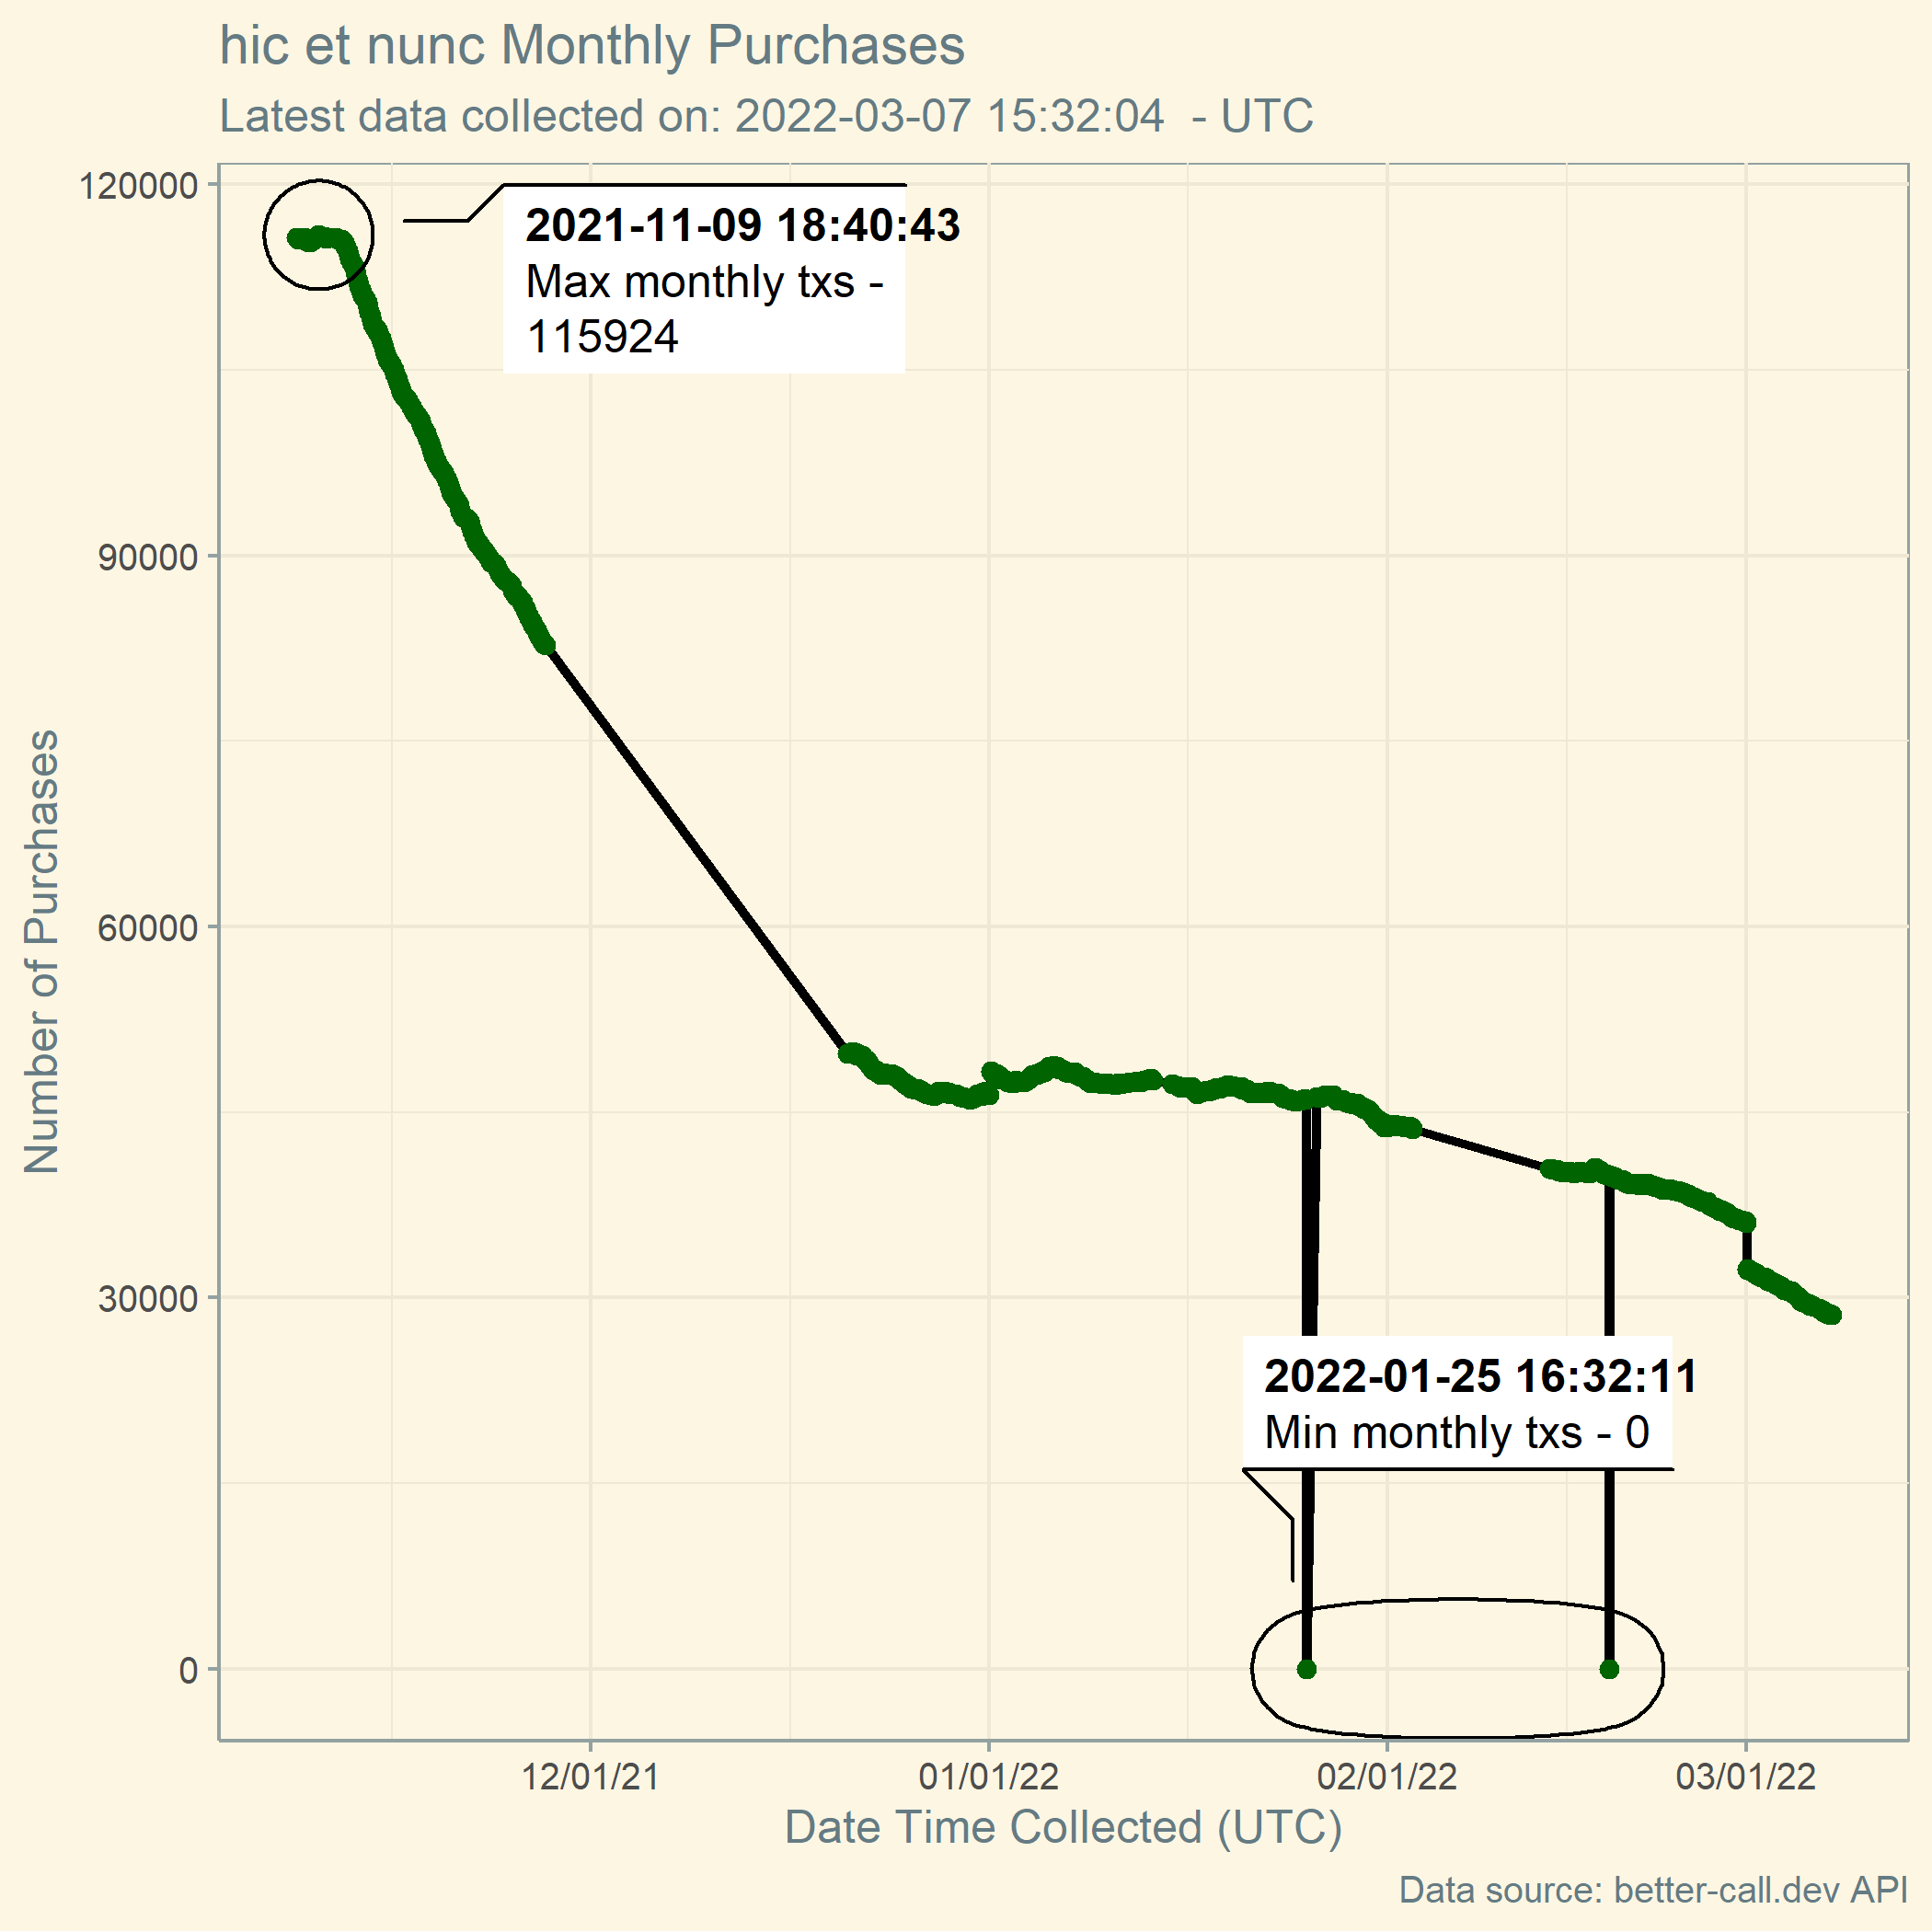 hic et nunc Monthly Purchases
Latest data collected on: 2022-03-07 15:32:04  - UTC
120000
2021-11-09 18:40:43
Max monthly txs -
115924
90000
Number of Purchases
60000
30000
2022-01-25 16:32:11
Min monthly txs - 0
0
12/01/21
01/01/22
02/01/22
03/01/22
Date Time Collected (UTC)
Data source: better-call.dev API